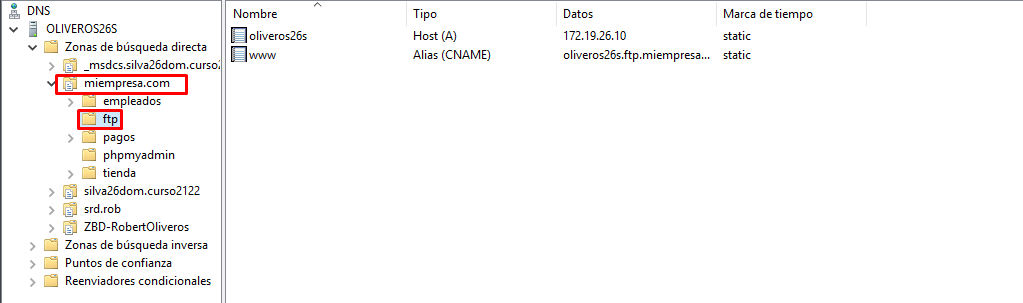 DNS
OLIVEROS26S
Zonas de búsqueda directa
_msdcs.silva26dom.curso2
miempresa.com
empleados
ftp
pagos
phpmyadmin
tienda
silva26dom.curso2122
srd.rob
ZBD-RobertOliveros
Zonas de búsqueda inversa
Puntos de confianza
Reenviadores condicionales
Nombre Tipo Datos Marca de tiempo
oliveros26s Host (A) 172.19.26.10 static
www Alias (CNAME) oliveros26s.ftp.miempresa... static